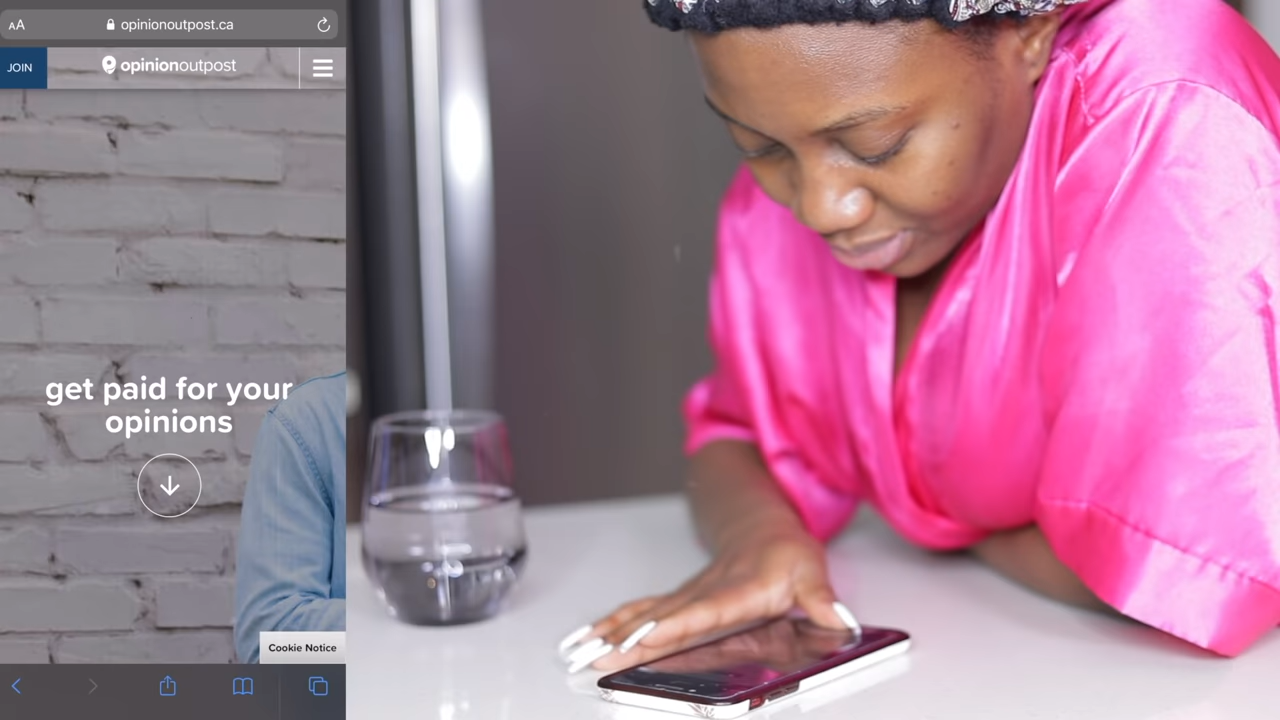 AA
opinionoutpost.ca
JOIN
opinionoutpost
get paid for your
opinions
Cookie Notice